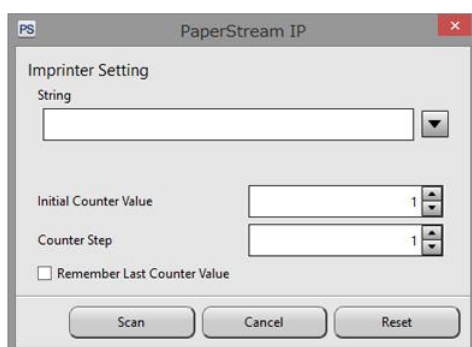 PS PaperStream IP
Imprinter Setting
String
Initial Counter Value 1
Counter Step 1
Remember Last Counter Value
Scan Cancel Reset